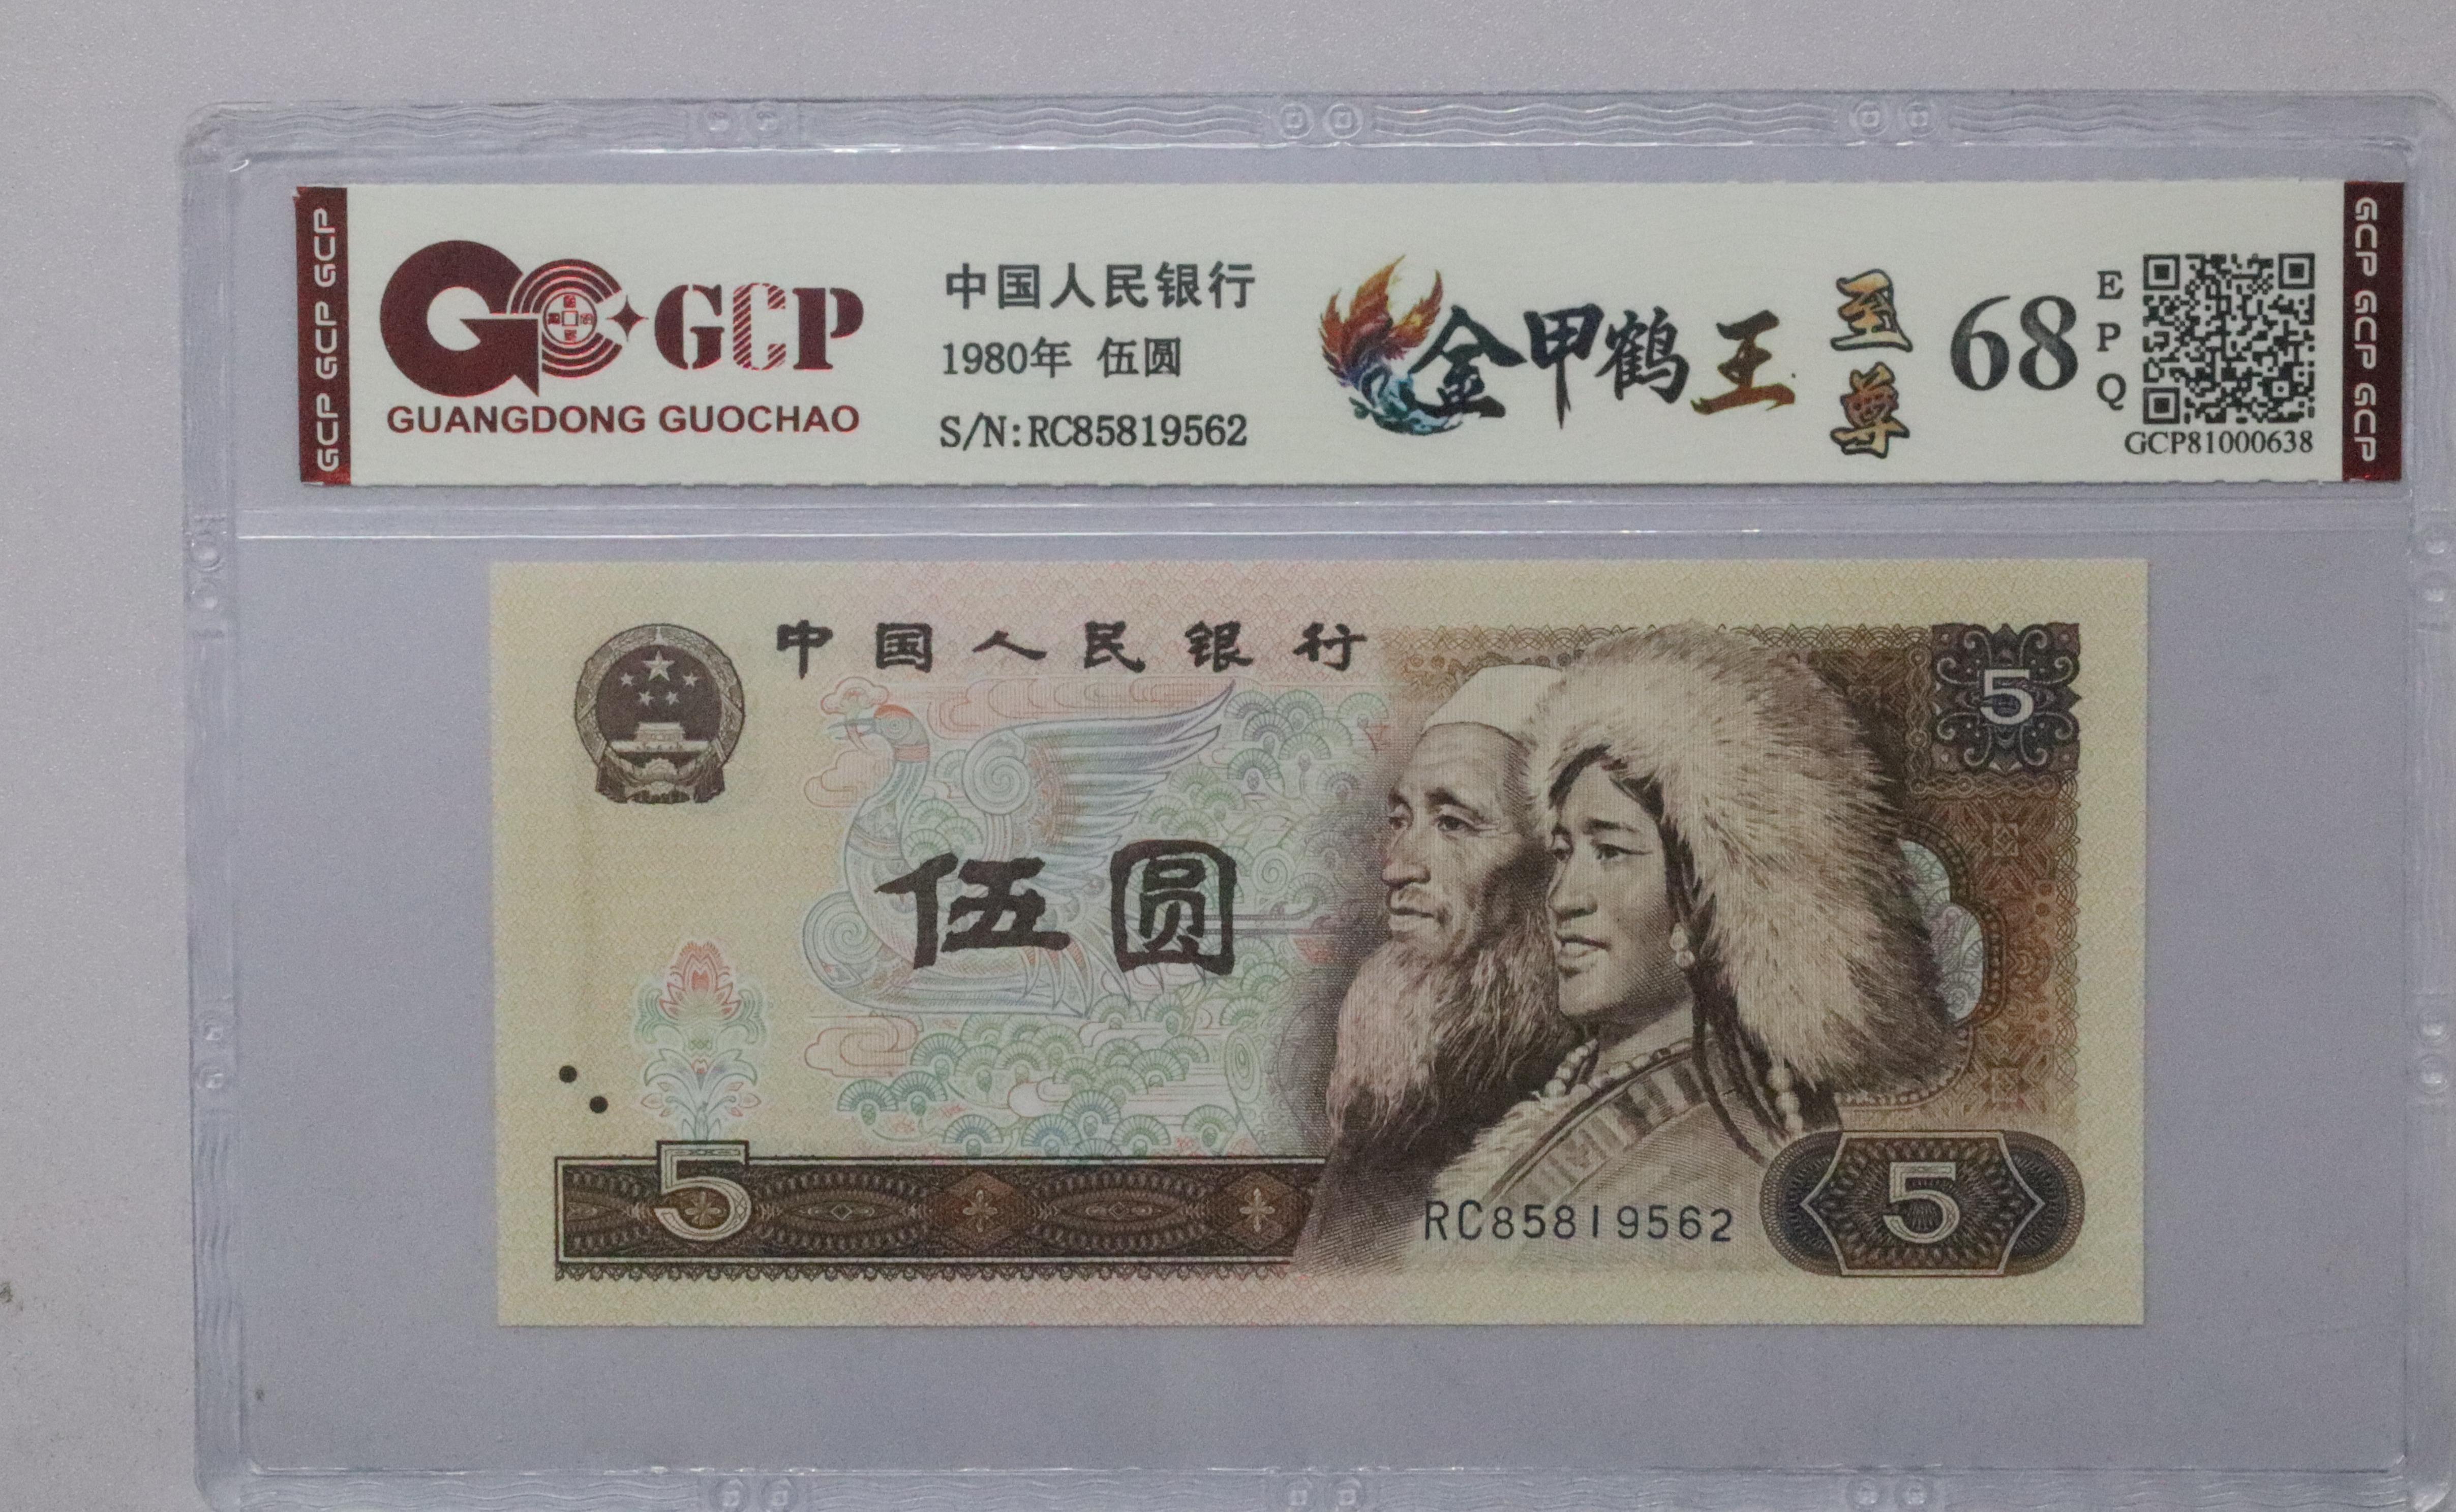 GCP GCP GCP
GCP
GUANGDONG GUOCHAO
中国人民银行
1980年 伍圆
S/N:RC85819562
金甲鹤王
至尊
68
EPQ
GCP81000638
GCP GCP GCP
中国人民银行
5
伍圆
5
RC85819562
5